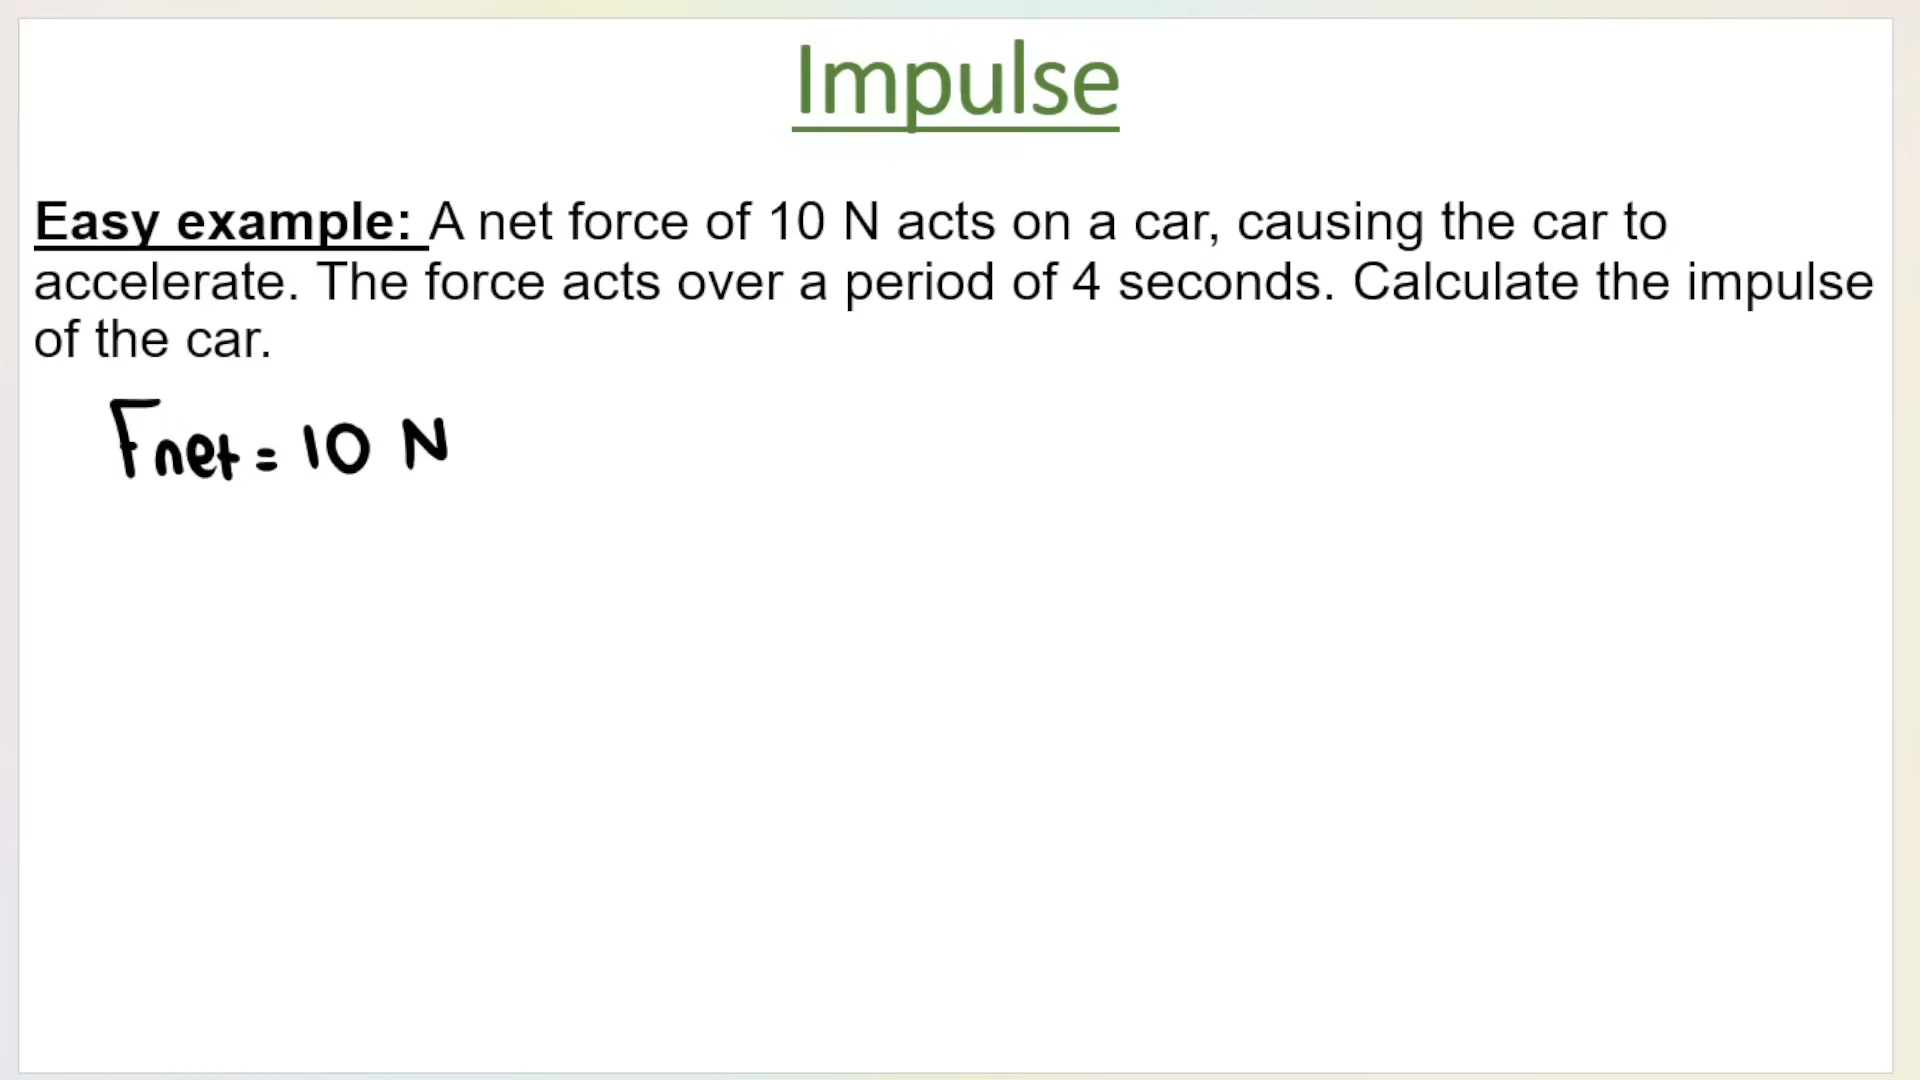 Impulse
Easy example: A net force of 10 N acts on a car, causing the car to
accelerate. The force acts over a period of 4 seconds. Calculate the impulse
of the car.
Fnet = 10 N